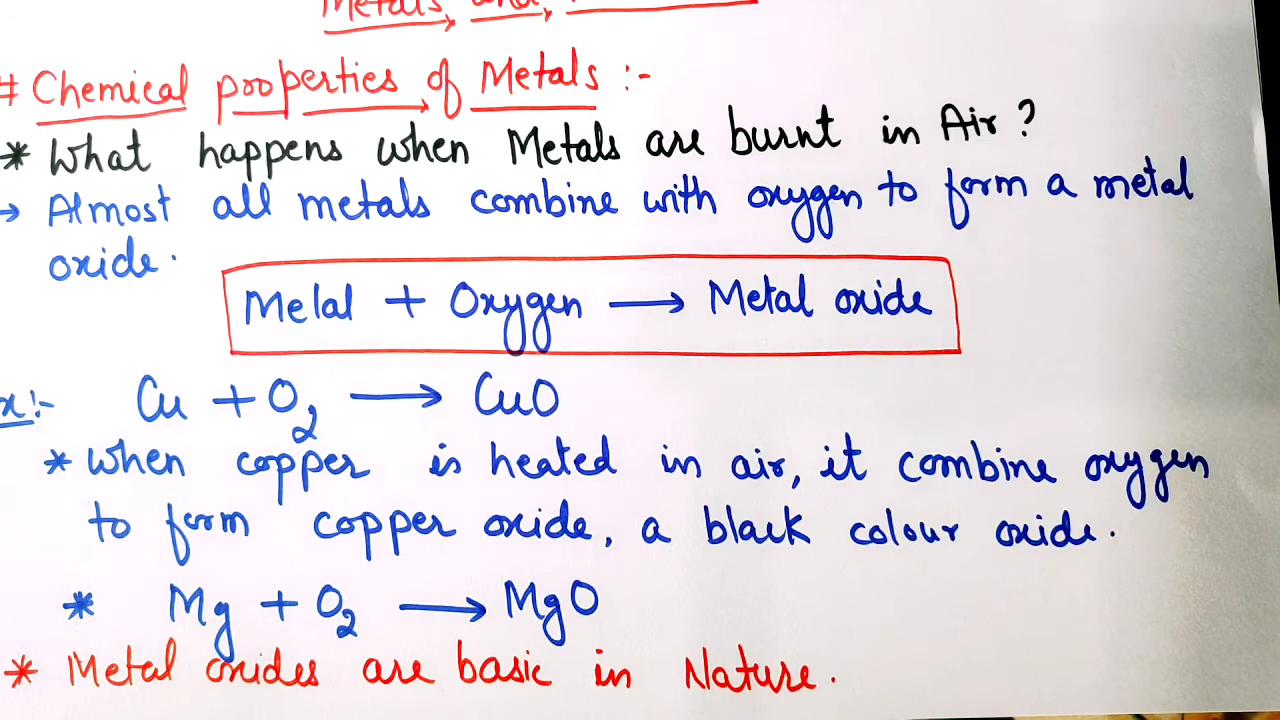 Metals and
# Chemical properties of Metals :-
* What happens when Metals are burnt in Air ?
→ Almost all metals combine with oxygen to form a metal
oxide.
Melal + Oxygen ⟶ Metal oxide
x:- Cu + O₂ ⟶ CuO
* When copper is heated in air, it combine oxygen
to form copper oxide, a black colour oxide.
* Mg + O₂ ⟶ MgO
* Metal oxides are basic in Nature.